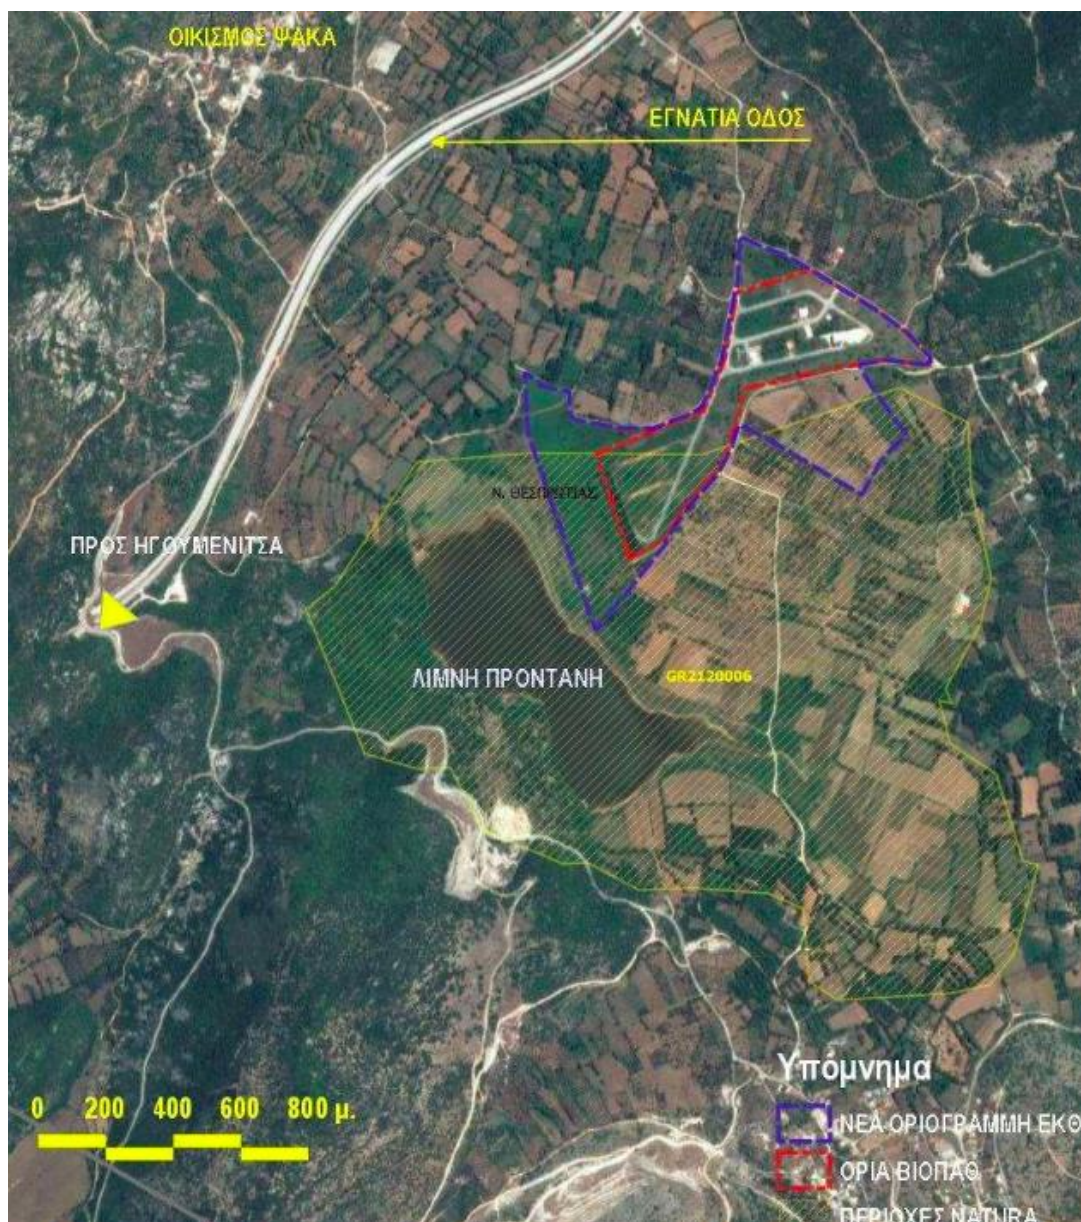 ΟΙΚΙΣΜΟΣ ΨΑΚΑ
ΕΓΝΑΤΙΑ ΟΔΟΣ
Ν. ΘΕΣΠΡΩΤΙΑΣ
ΠΡΟΣ ΗΓΟΥΜΕΝΙΤΣΑ
ΛΙΜΝΗ ΠΡΟΝΤΑΝΗ
GR2120006
Υπόμνημα
0 200 400 600 800 μ.
ΝΕΑ ΟΡΙΟΓΡΑΜΜΗ ΕΚΘ
ΟΡΙΑ ΒΙΟΠΑΘ
ΠΕΡΙΟΧΕΣ NATURA